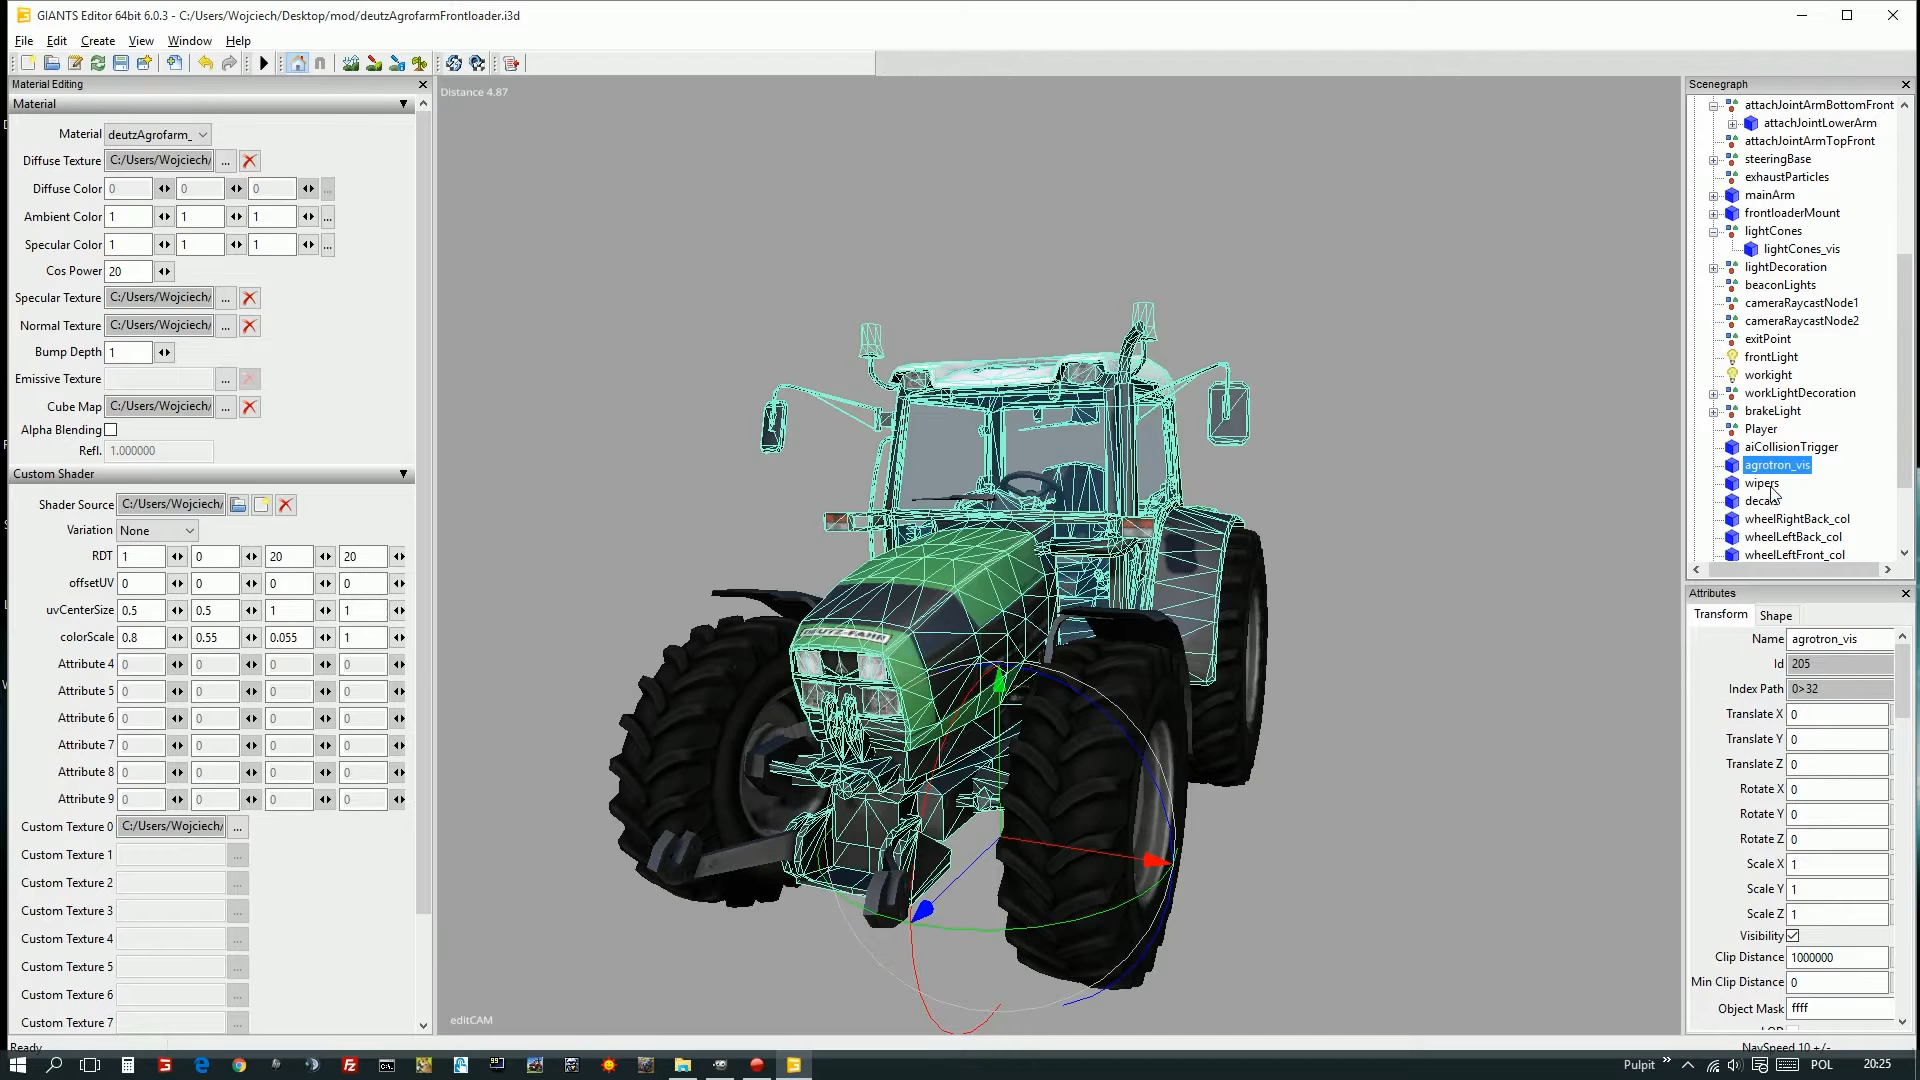 GIANTS Editor 64bit 6.0.3 - C:/Users/Wojciech/Desktop/mod/deutzAgrofarmFrontloader.i3d
File Edit Create View Window Help
Material Editing
Material
Material deutzAgrofarm_
Diffuse Texture C:/Users/Wojciech/ ...
Diffuse Color 0 0 0 ...
Ambient Color 1 1 1 ...
Specular Color 1 1 1 ...
Cos Power 20
Specular Texture C:/Users/Wojciech/ ...
Normal Texture C:/Users/Wojciech/ ...
Bump Depth 1
Emissive Texture ...
Cube Map C:/Users/Wojciech/ ...
Alpha Blending
Refl. 1.000000
Custom Shader
Shader Source C:/Users/Wojciech/
Variation None
RDT 1 0 20 20
offsetUV 0 0 0 0
uvCenterSize 0.5 0.5 1 1
colorScale 0.8 0.55 0.055 1
Attribute 4 0 0 0 0
Attribute 5 0 0 0 0
Attribute 6 0 0 0 0
Attribute 7 0 0 0 0
Attribute 8 0 0 0 0
Attribute 9 0 0 0 0
Custom Texture 0 C:/Users/Wojciech/ ...
Custom Texture 1 ...
Custom Texture 2 ...
Custom Texture 3 ...
Custom Texture 4 ...
Custom Texture 5 ...
Custom Texture 6 ...
Custom Texture 7 ...
Ready
Distance 4.87
DEUTZ-FAHR
editCAM
Scenegraph
attachJointArmBottomFront
attachJointLowerArm
attachJointArmTopFront
steeringBase
exhaustParticles
mainArm
frontloaderMount
lightCones
lightCones_vis
lightDecoration
beaconLights
cameraRaycastNode1
cameraRaycastNode2
exitPoint
frontLight
workight
workLightDecoration
brakeLight
Player
aiCollisionTrigger
agrotron_vis
wipers
decals
wheelRightBack_col
wheelLeftBack_col
wheelLeftFront_col
Attributes
Transform Shape
Name agrotron_vis
Id 205
Index Path 0>32
Translate X 0
Translate Y 0
Translate Z 0
Rotate X 0
Rotate Y 0
Rotate Z 0
Scale X 1
Scale Y 1
Scale Z 1
Visibility
Clip Distance 1000000
Min Clip Distance 0
Object Mask ffff
NavSpeed 10 +/-
Pulpit
POL
20:25